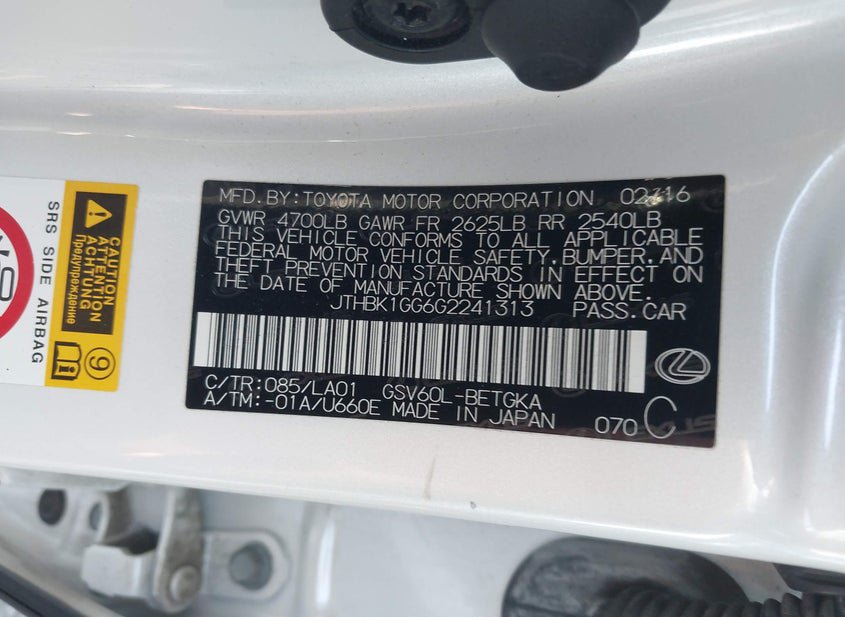 MFD.BY:TOYOTA MOTOR CORPORATION 02/16
GVWR 4700LB GAWR FR 2625LB RR 2540LB
THIS VEHICLE CONFORMS TO ALL APPLICABLE
FEDERAL MOTOR VEHICLE SAFETY,BUMPER,AND
THEFT PREVENTION STANDARDS IN EFFECT ON
THE DATE OF MANUFACTURE SHOWN ABOVE.
JTHBK1GG6G2241313 PASS.CAR
C/TR:085/LA01 GSV60L-BETGKA
A/TM:-01A/U660E MADE IN JAPAN 070 C
SRS SIDE AIRBAG
CAUTION
ATTENTION
ACHTUNG
Предупреждение
9